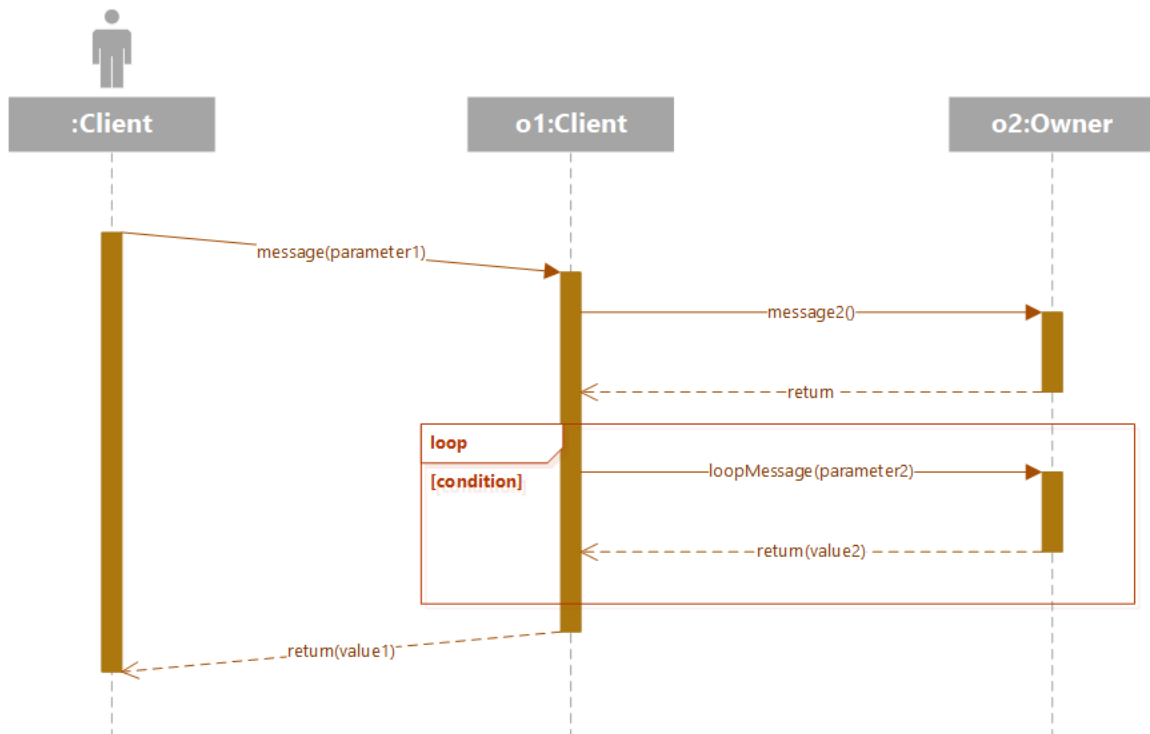 :Client
o1:Client
o2:Owner
message(parameter1)
message2()
return
loop
[condition]
loopMessage(parameter2)
return(value2)
return(value1)